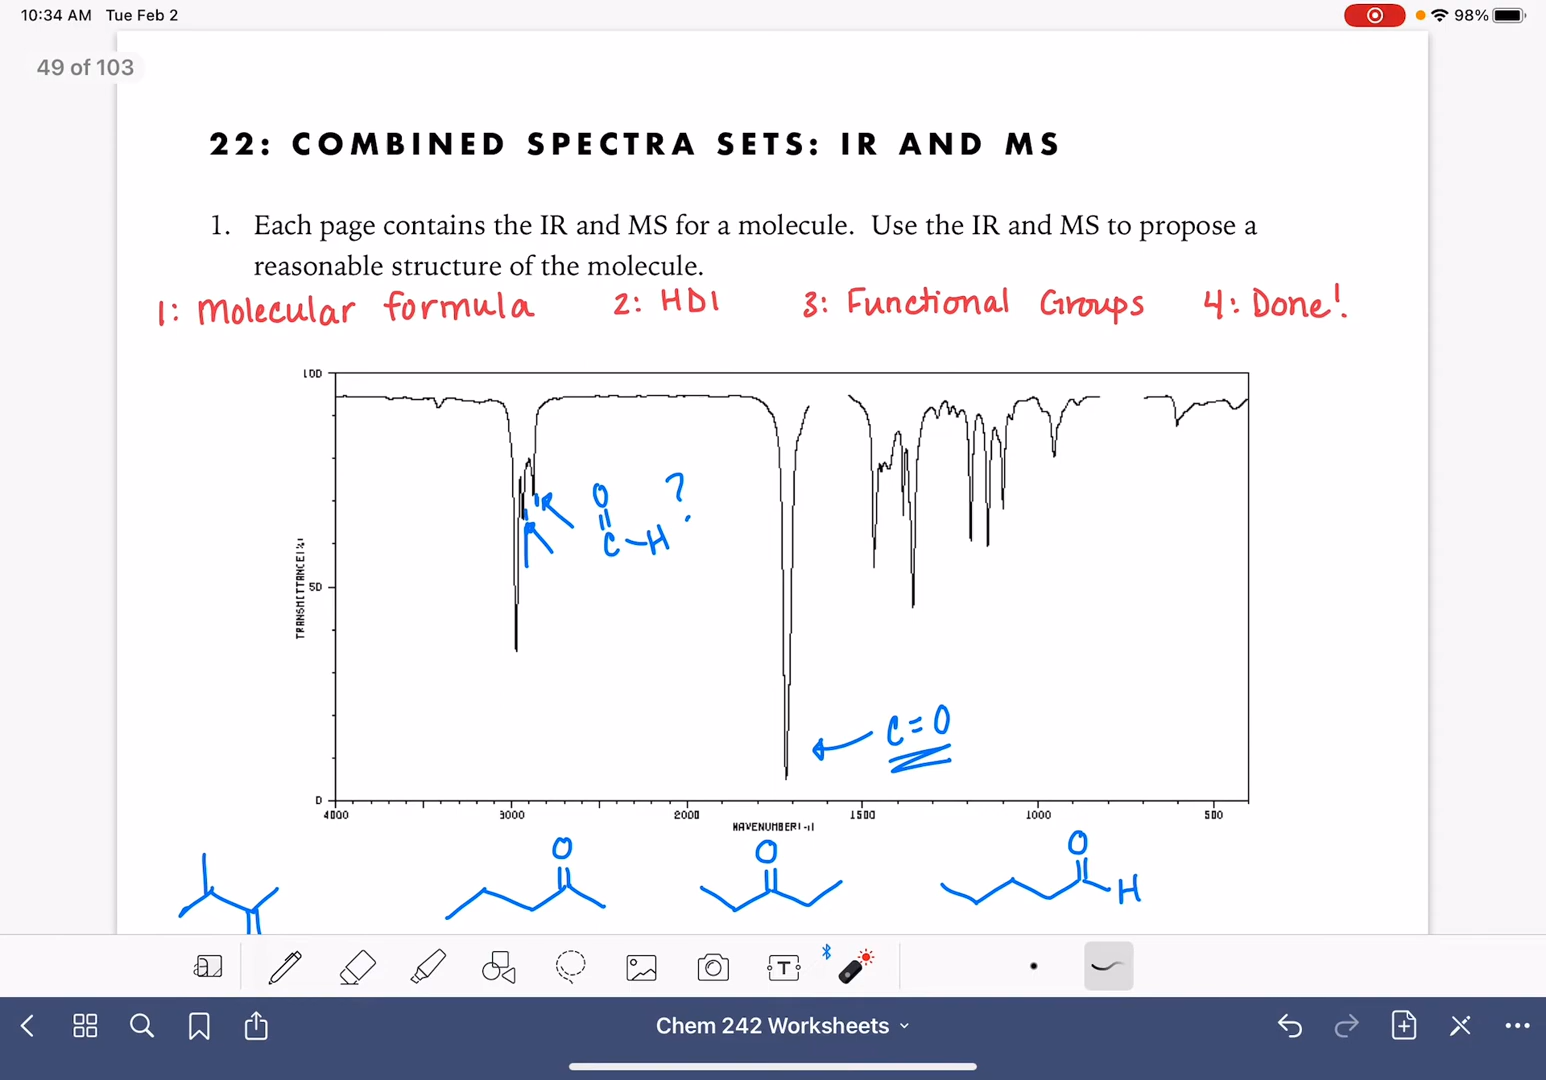 10:34 AM Tue Feb 2
98%
49 of 103
22: COMBINED SPECTRA SETS: IR AND MS
1. Each page contains the IR and MS for a molecule. Use the IR and MS to propose a
reasonable structure of the molecule.
1: Molecular formula 2: HDI 3: Functional Groups 4: Done!
100
TRANSMITTANCE[%]
50
0
O
C-H
?
C=O
4000 3000 2000 1500 1000 500
O
O
O
H
T
Chem 242 Worksheets